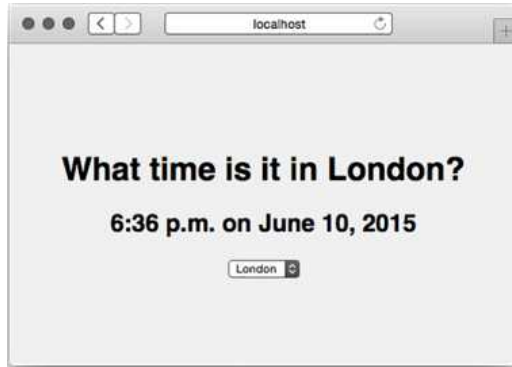 localhost
What time is it in London?
6:36 p.m. on June 10, 2015
London